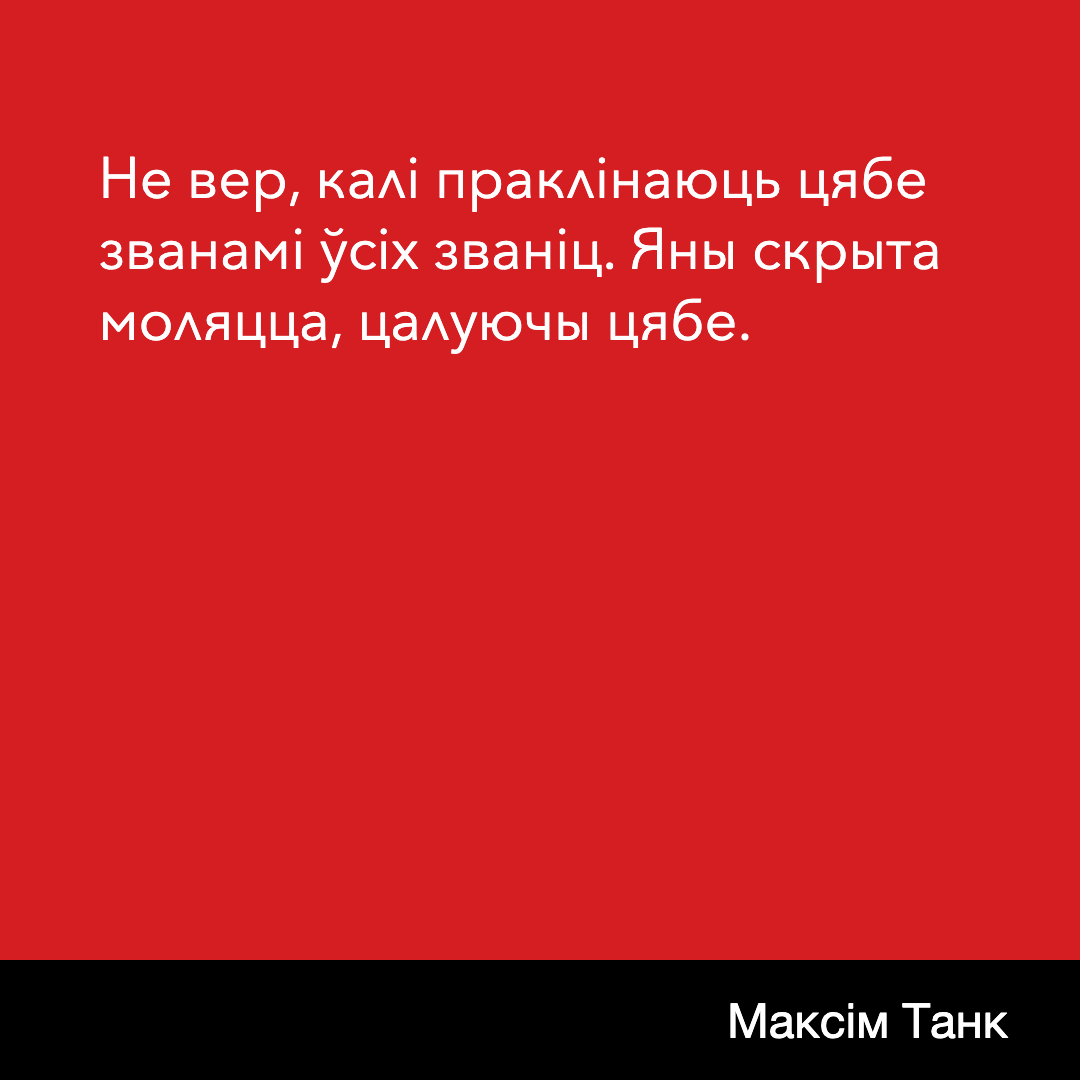 Не вер, калі праклінаюць цябе
званамі ўсіх званіц. Яны скрыта
моляцца, цалуючы цябе.
Максім Танк